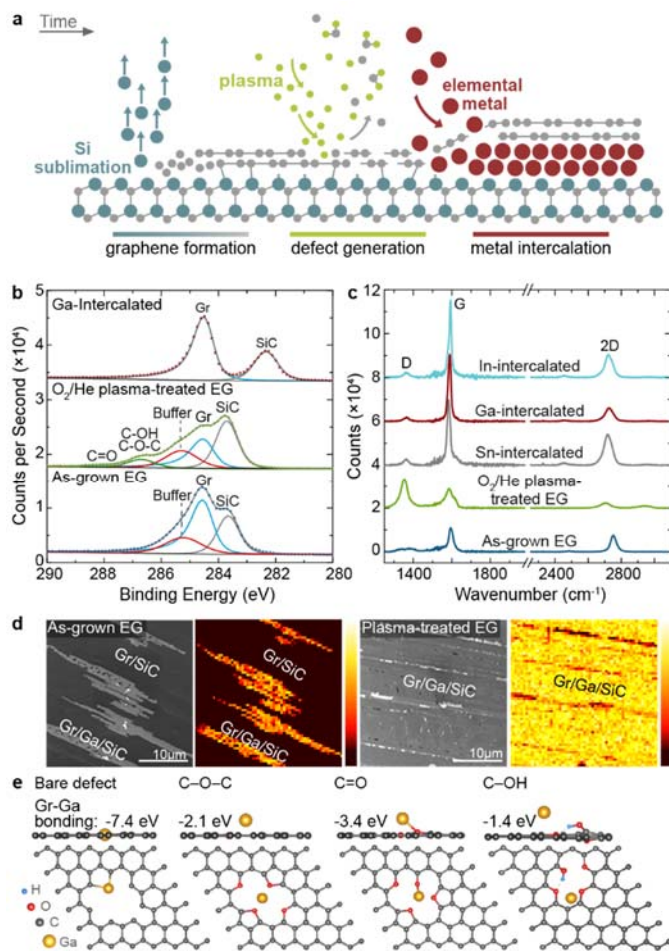 a
Time
plasma
elemental
metal
Si
sublimation
graphene formation
defect generation
metal intercalation
b
Counts per Second (×10⁴)
4
2
0
Ga-Intercalated
Gr
SiC
O₂/He plasma-treated EG
C=O
C-OH
C-O-C
Buffer
Gr
SiC
As-grown EG
Buffer
Gr
SiC
290
288
286
284
282
280
Binding Energy (eV)
c
Counts (×10⁴)
12
10
8
6
4
2
0
D
G
2D
In-intercalated
Ga-intercalated
Sn-intercalated
O₂/He plasma-
treated EG
As-grown EG
1400
1800
2400
2800
Wavenumber (cm⁻¹)
d
As-grown EG
Gr/SiC
Gr/Ga/SiC
10μm
Gr/SiC
Gr/Ga/SiC
Plasma-treated EG
Gr/Ga/SiC
10μm
Gr/Ga/SiC
e
Bare defect
C–O–C
C=O
C–OH
Gr-Ga
bonding:
-7.4 eV
-2.1 eV
-3.4 eV
-1.4 eV
H
O
C
Ga